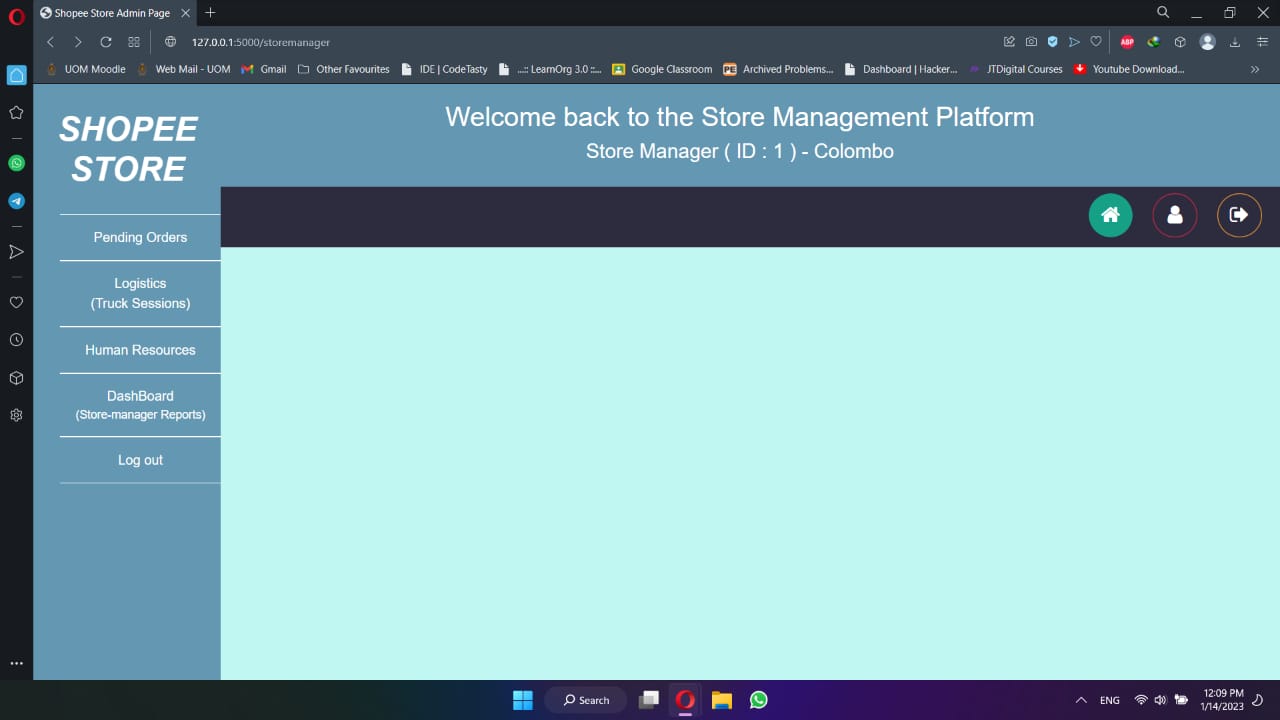 Shopee Store Admin Page
127.0.0.1:5000/storemanager
ABP
UOM Moodle
Web Mail - UOM
Gmail
Other Favourites
IDE | CodeTasty
..:: LearnOrg 3.0 ::...
Google Classroom
PE
Archived Problems...
Dashboard | Hacker...
JTDigital Courses
Youtube Download...
SHOPEE
STORE
Welcome back to the Store Management Platform
Store Manager ( ID : 1 ) - Colombo
Pending Orders
Logistics
(Truck Sessions)
Human Resources
DashBoard
(Store-manager Reports)
Log out
Search
ENG
12:09 PM
1/14/2023